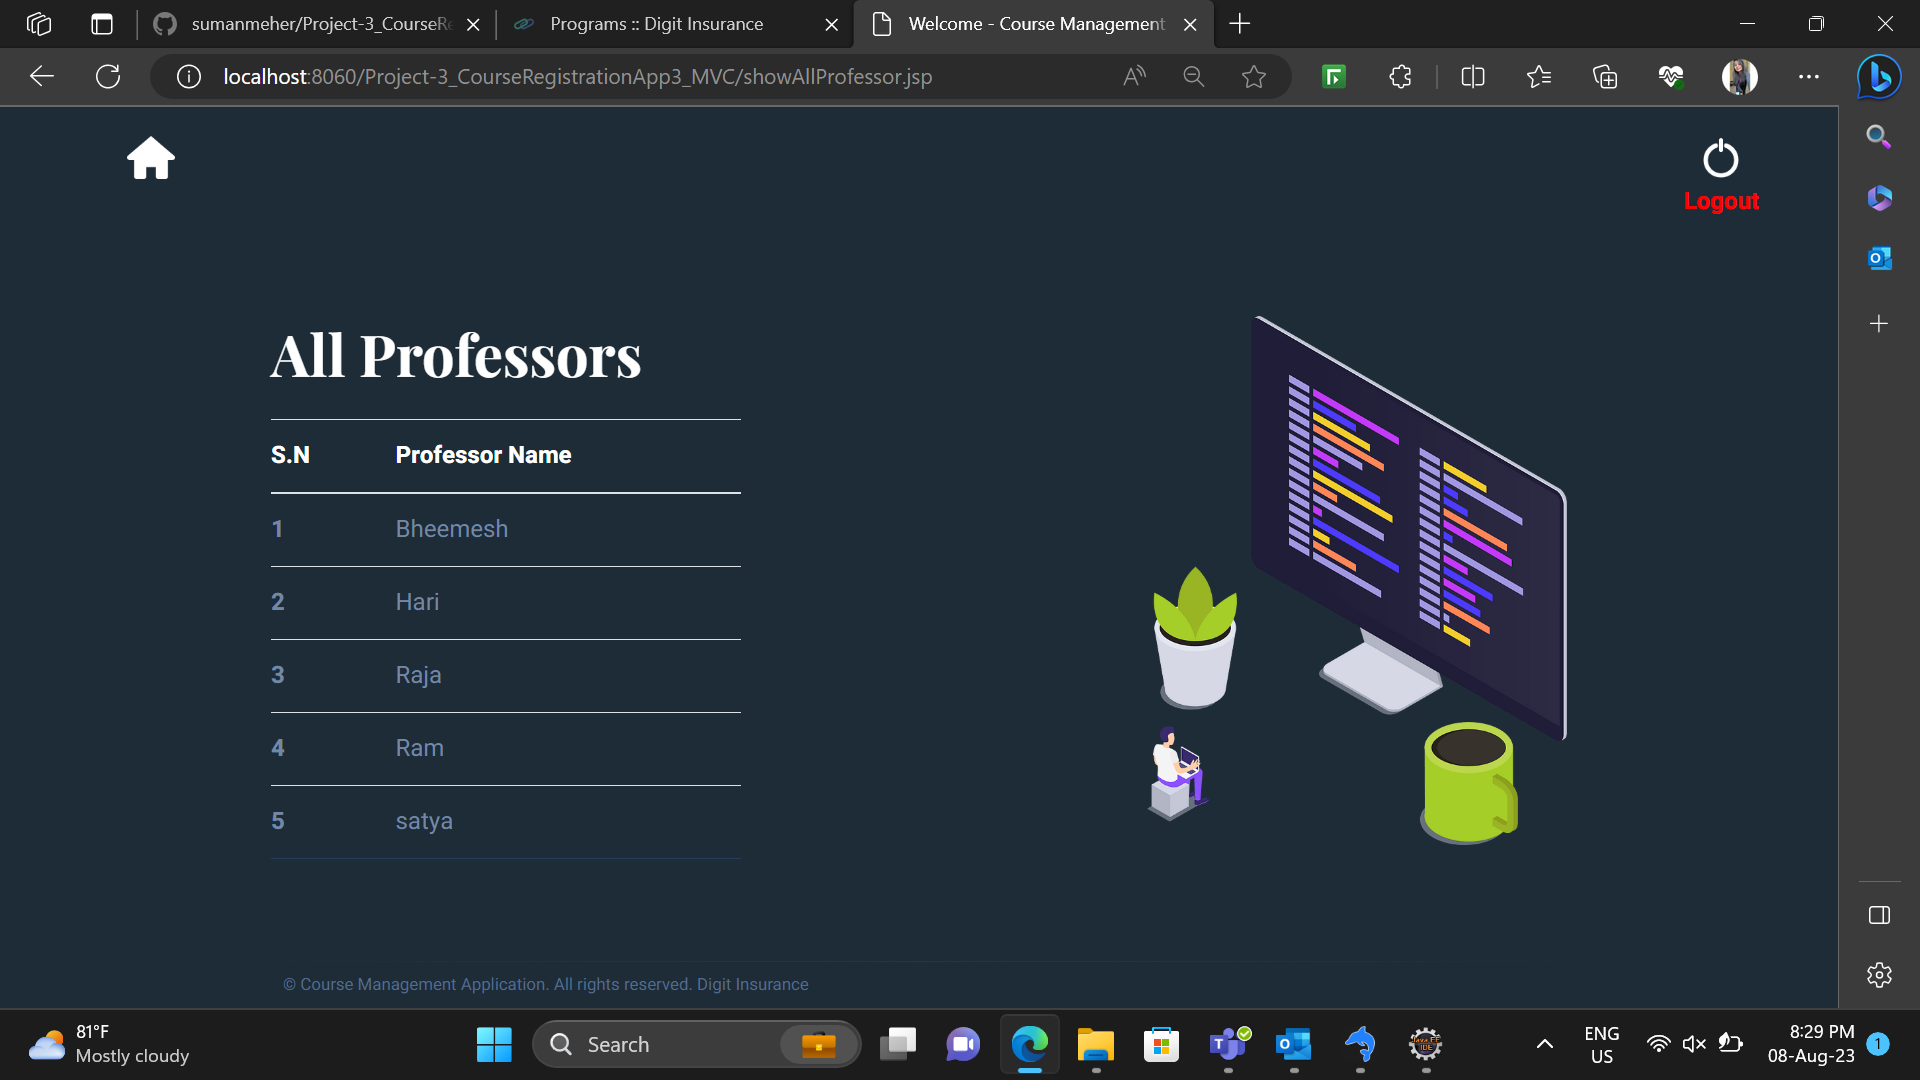 sumanmeher/Project-3_CourseRe
Programs :: Digit Insurance
Welcome - Course Management
localhost:8060/Project-3_CourseRegistrationApp3_MVC/showAllProfessor.jsp
Logout
All Professors
S.N Professor Name
1 Bheemesh
2 Hari
3 Raja
4 Ram
5 satya
© Course Management Application. All rights reserved. Digit Insurance
81°F
Mostly cloudy
Search
ENG
US
8:29 PM
08-Aug-23
1